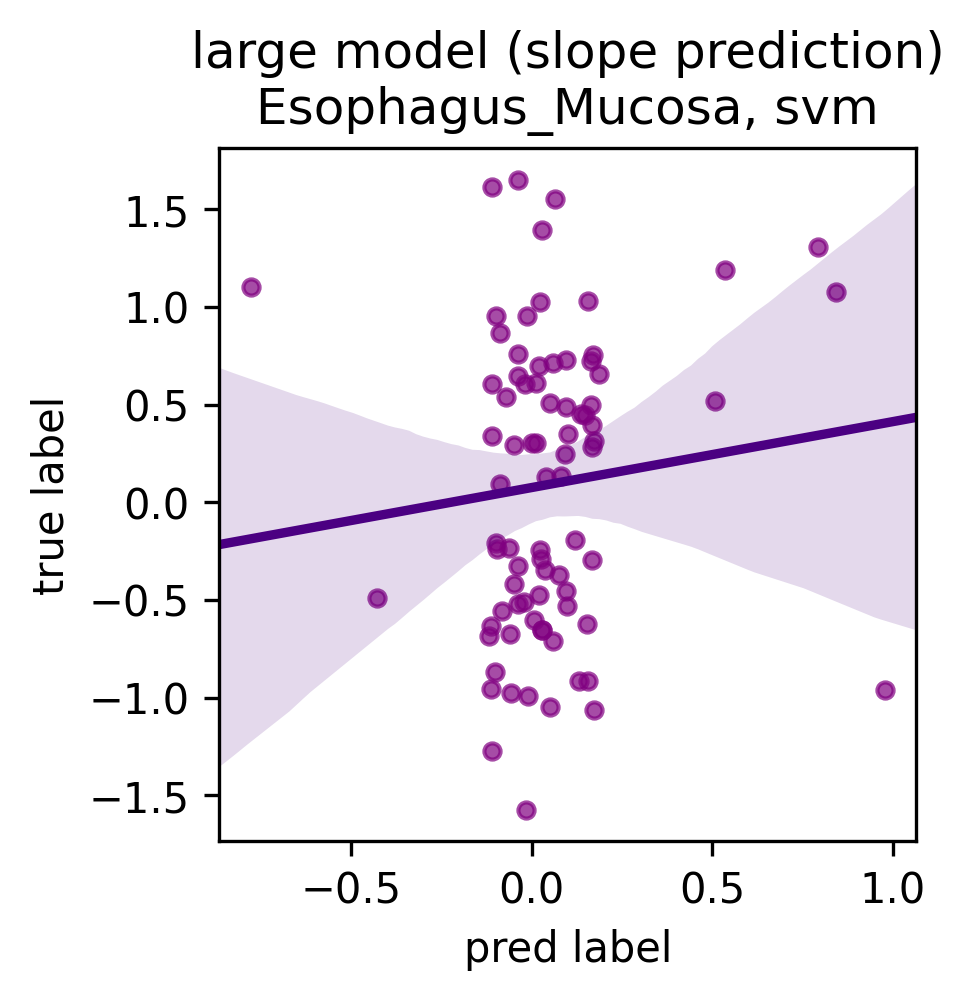 large model (slope prediction)
Esophagus_Mucosa, svm
1.5
1.0
0.5
0.0
−0.5
−1.0
−1.5
true label
−0.5
0.0
0.5
1.0
pred label